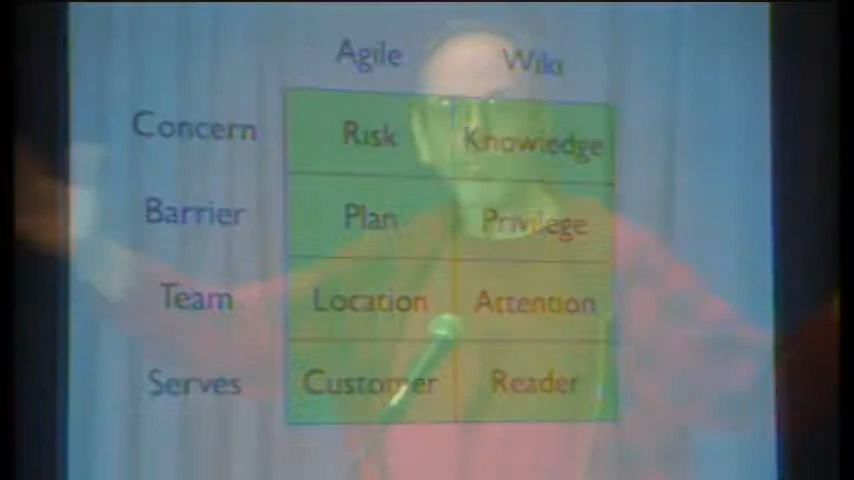 Agile Wiki
Concern Risk Knowledge
Barrier Plan Privilege
Team Location Attention
Serves Customer Reader